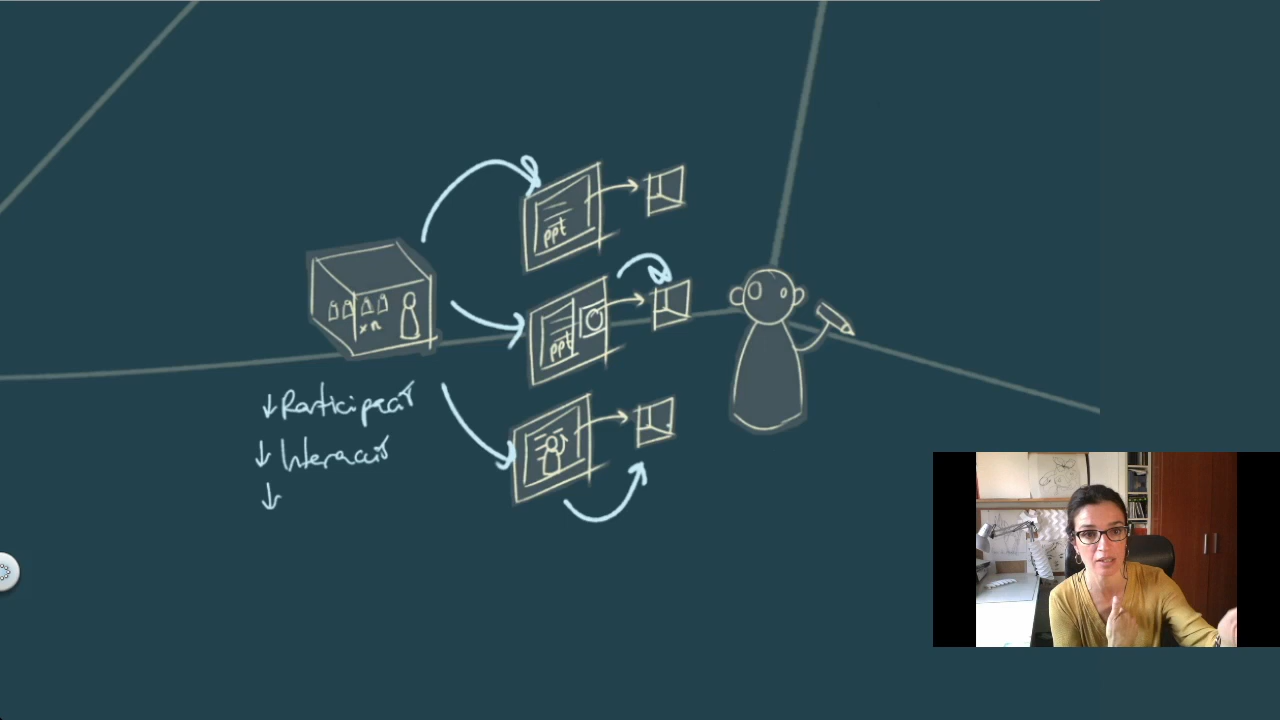 ppt
xn
ppt
↓ Participació
↓ Interacció
↓